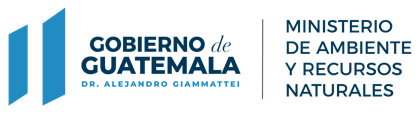 GOBIERNO de
GUATEMALA
DR. ALEJANDRO GIAMMATTEI
MINISTERIO
DE AMBIENTE
Y RECURSOS
NATURALES